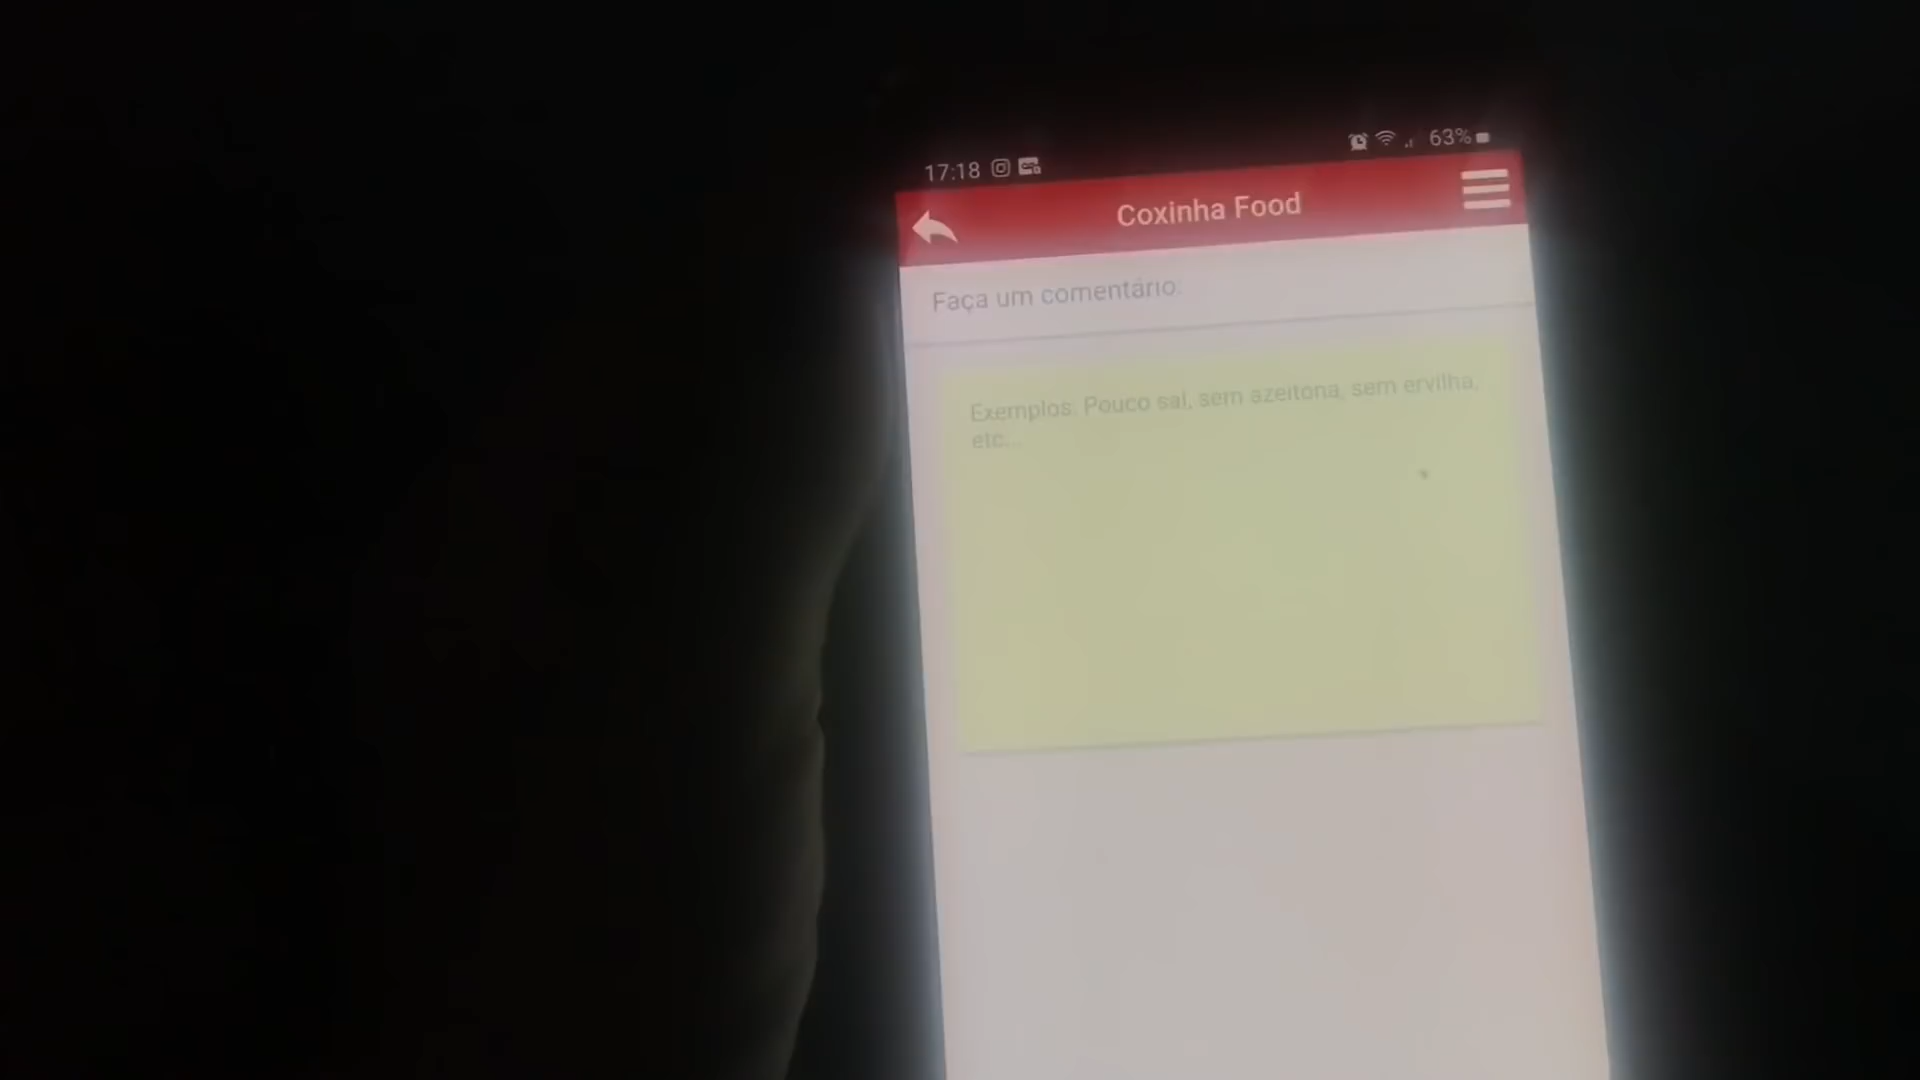 17:18
63%
Coxinha Food
Faça um comentário:
Exemplos: Pouco sal, sem azeitona, sem ervilha,
etc...